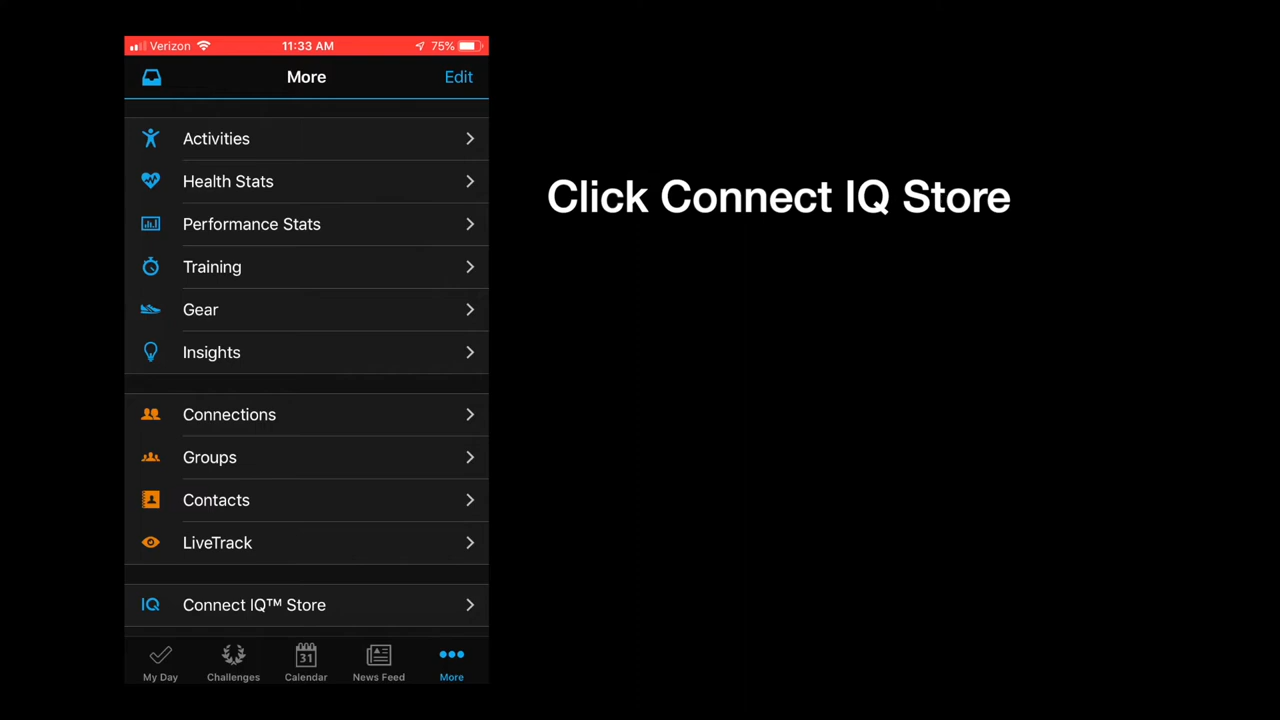 Verizon 11:33 AM 75%
More Edit
Activities
Health Stats
Performance Stats
Training
Gear
Insights
Connections
Groups
Contacts
LiveTrack
IQ Connect IQ™ Store
31
My Day Challenges Calendar News Feed More
Click Connect IQ Store